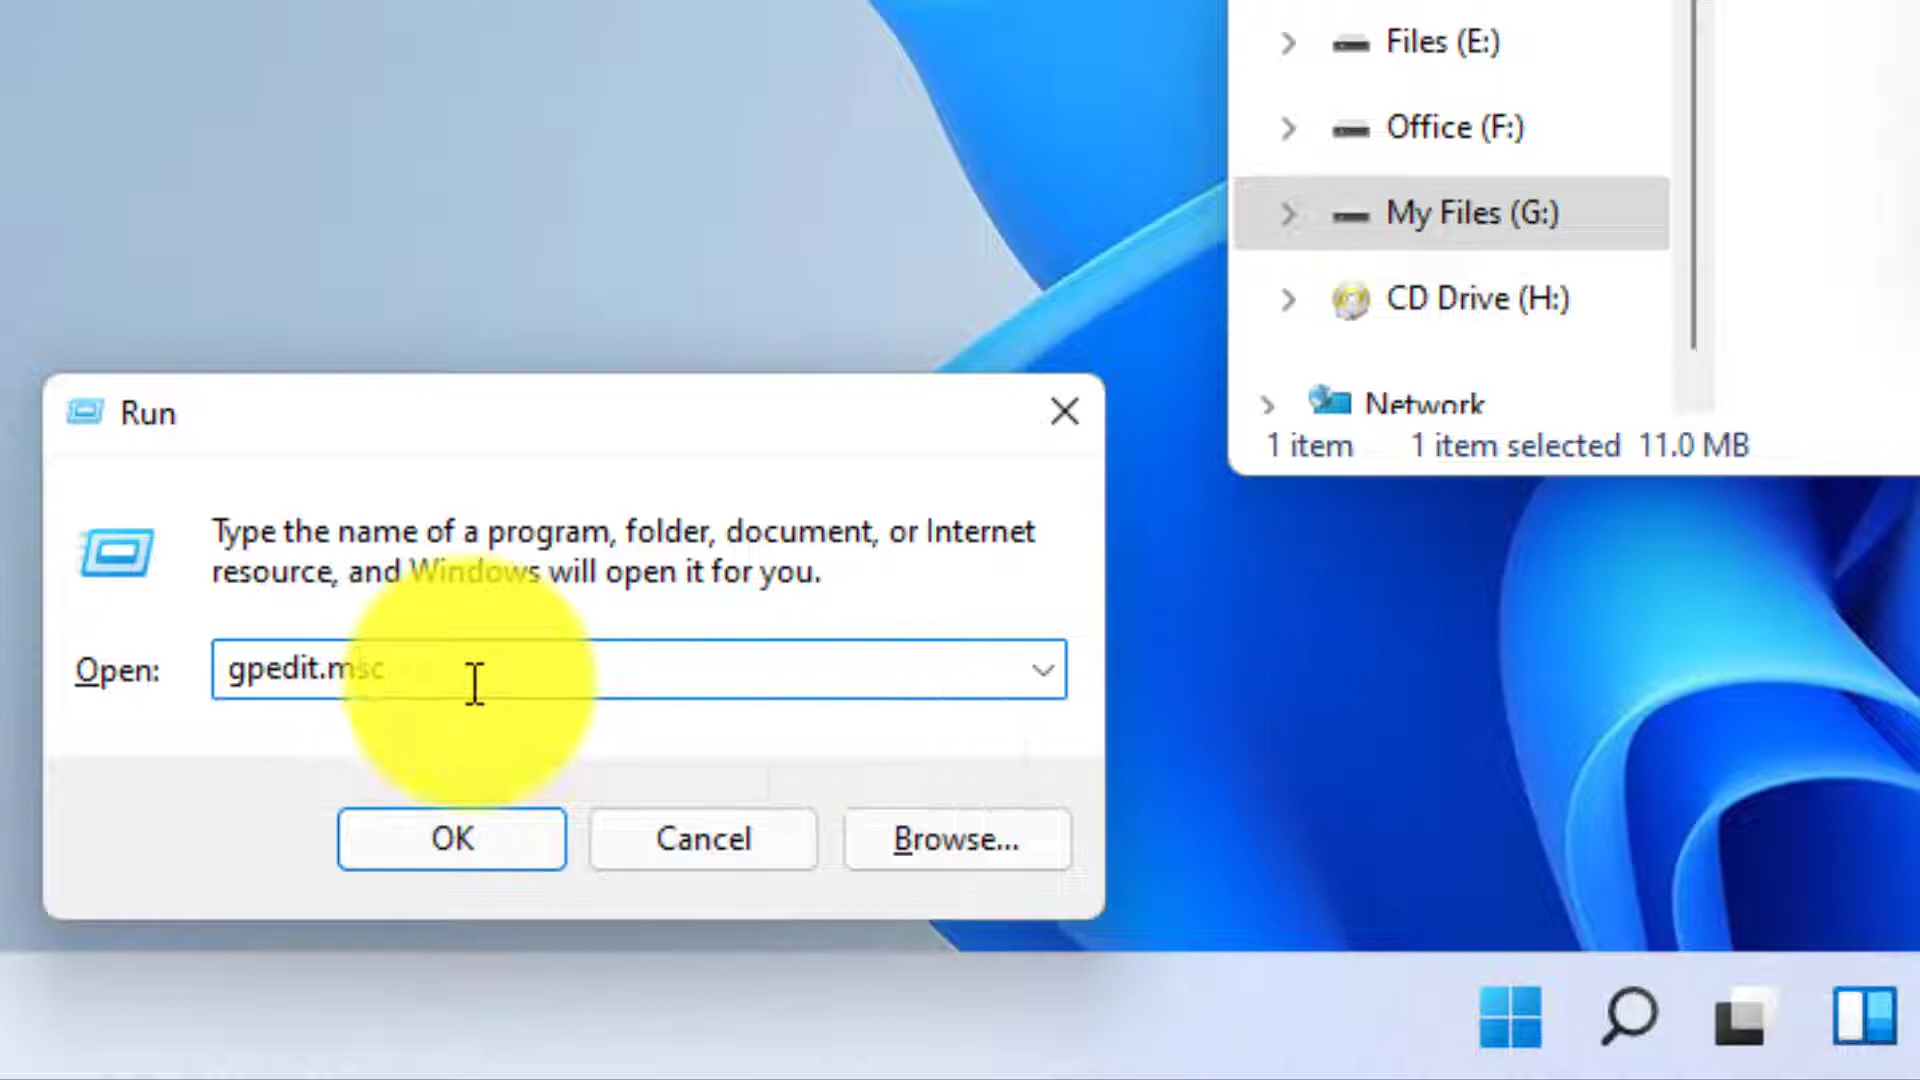 Files (E:)
Office (F:)
My Files (G:)
CD Drive (H:)
Network
1 item 1 item selected 11.0 MB
Run
Type the name of a program, folder, document, or Internet
resource, and Windows will open it for you.
Open: gpedit.msc
OK Cancel Browse...